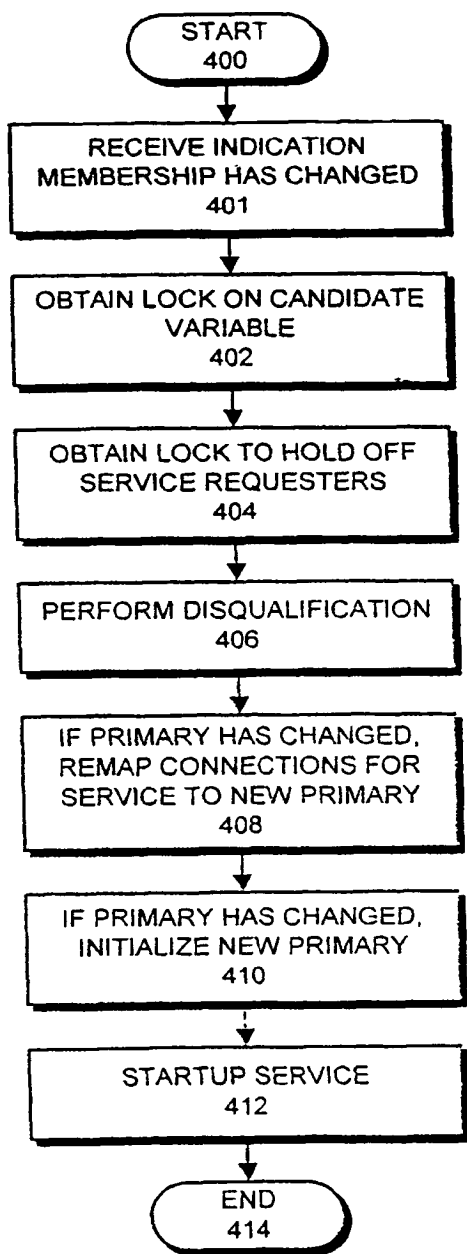 START
400
RECEIVE INDICATION
MEMBERSHIP HAS CHANGED
401
OBTAIN LOCK ON CANDIDATE
VARIABLE
402
OBTAIN LOCK TO HOLD OFF
SERVICE REQUESTERS
404
PERFORM DISQUALIFICATION
406
IF PRIMARY HAS CHANGED,
REMAP CONNECTIONS FOR
SERVICE TO NEW PRIMARY
408
IF PRIMARY HAS CHANGED,
INITIALIZE NEW PRIMARY
410
STARTUP SERVICE
412
END
414